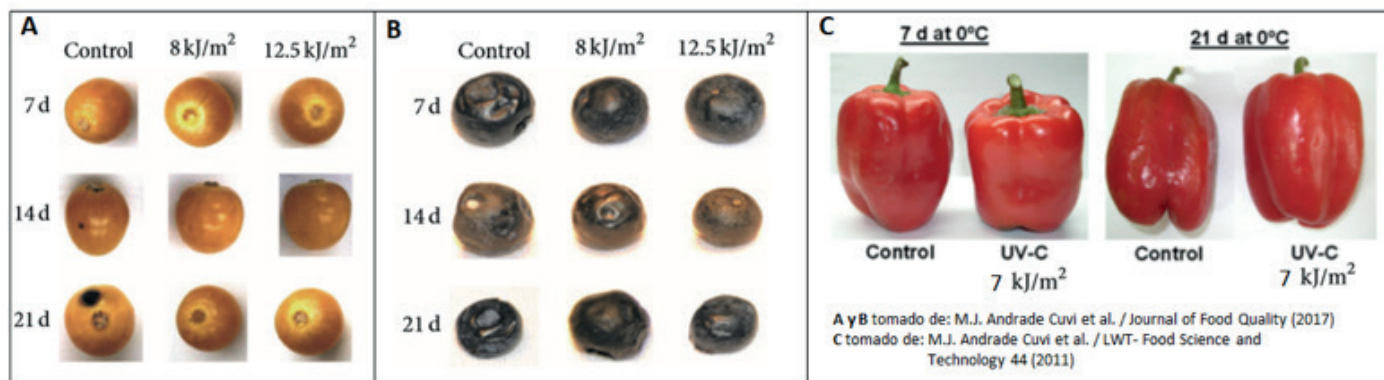 A
Control 8 kJ/m² 12.5 kJ/m²
7 d
14 d
21 d
B
Control 8 kJ/m² 12.5 kJ/m²
7 d
14 d
21 d
C
7 d at 0ºC 21 d at 0ºC
Control UV-C Control UV-C
7 kJ/m² 7 kJ/m²
A y B tomado de: M.J. Andrade Cuvi et al. / Journal of Food Quality (2017)
C tomado de: M.J. Andrade Cuvi et al. / LWT- Food Science and
Technology 44 (2011)